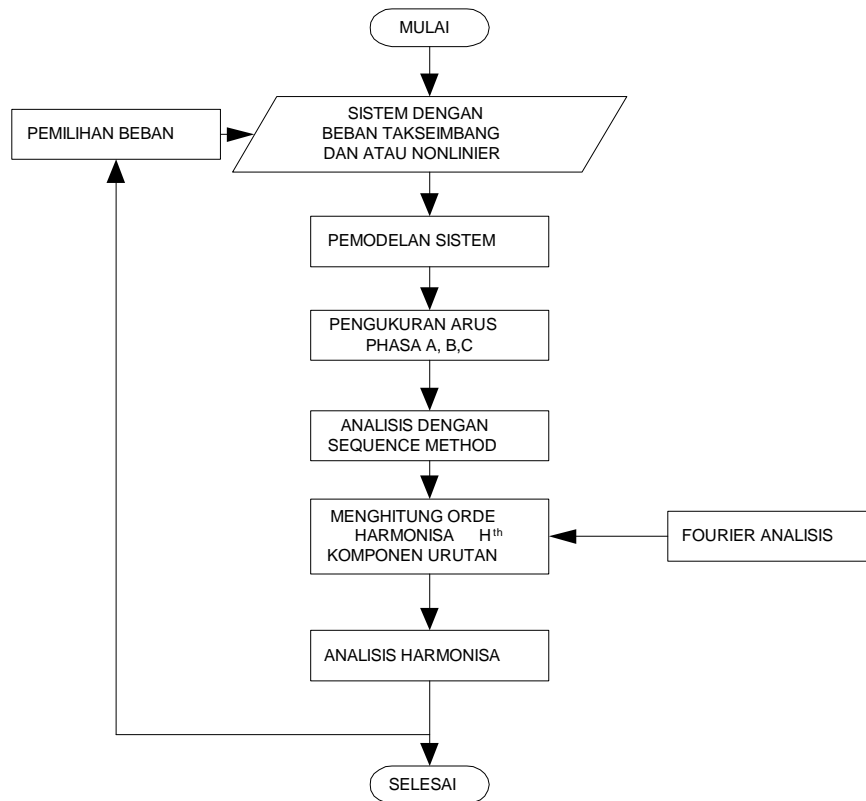 MULAI
SISTEM DENGAN
BEBAN TAKSEIMBANG
DAN ATAU NONLINIER
PEMILIHAN BEBAN
PEMODELAN SISTEM
PENGUKURAN ARUS
PHASA A, B,C
ANALISIS DENGAN
SEQUENCE METHOD
MENGHITUNG ORDE
HARMONISA Hᵗʰ
KOMPONEN URUTAN
FOURIER ANALISIS
ANALISIS HARMONISA
SELESAI